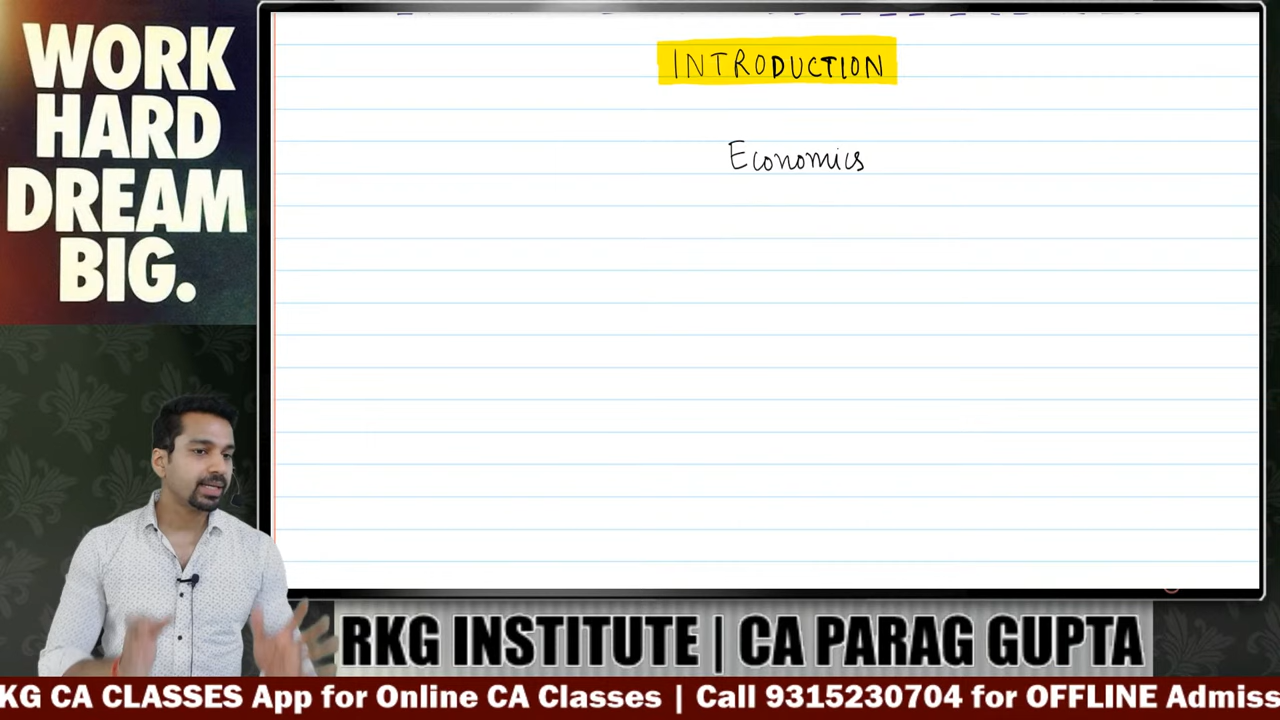 WORK
HARD
DREAM
BIG.
INTRODUCTION
Economics
RKG INSTITUTE | CA PARAG GUPTA
KG CA CLASSES App for Online CA Classes | Call 9315230704 for OFFLINE Admiss